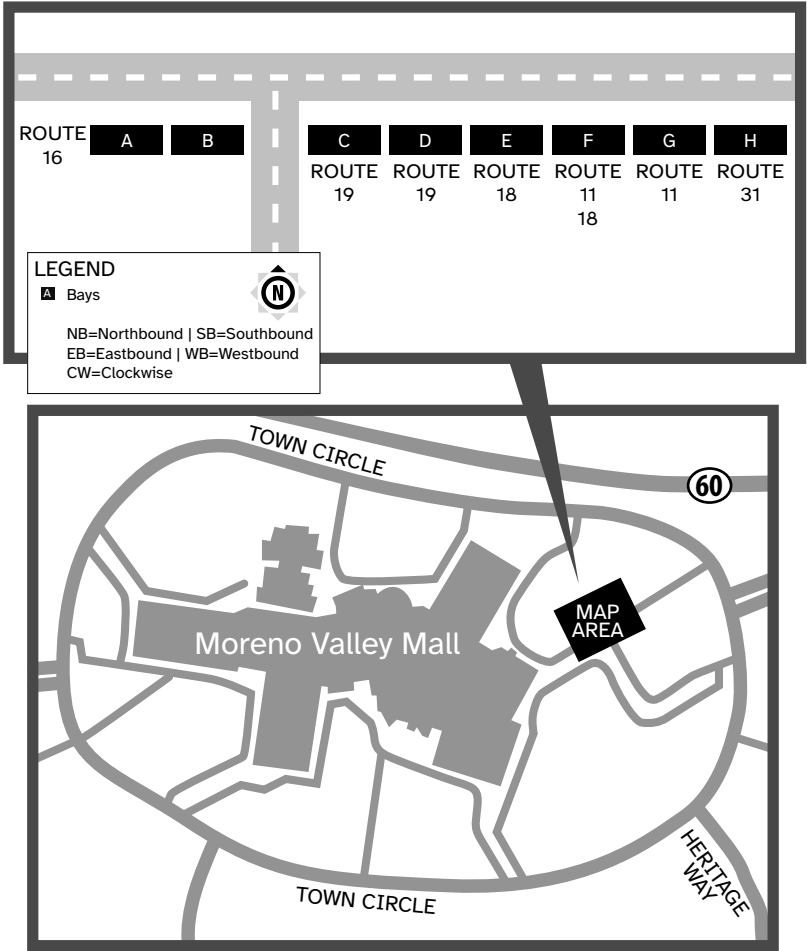 ROUTE
16
A
B
C
D
E
F
G
H
ROUTE
19
ROUTE
19
ROUTE
18
ROUTE
11
18
ROUTE
11
ROUTE
31
LEGEND
A Bays
N
NB=Northbound | SB=Southbound
EB=Eastbound | WB=Westbound
CW=Clockwise
TOWN CIRCLE
60
MAP
AREA
Moreno Valley Mall
HERITAGE
WAY
TOWN CIRCLE